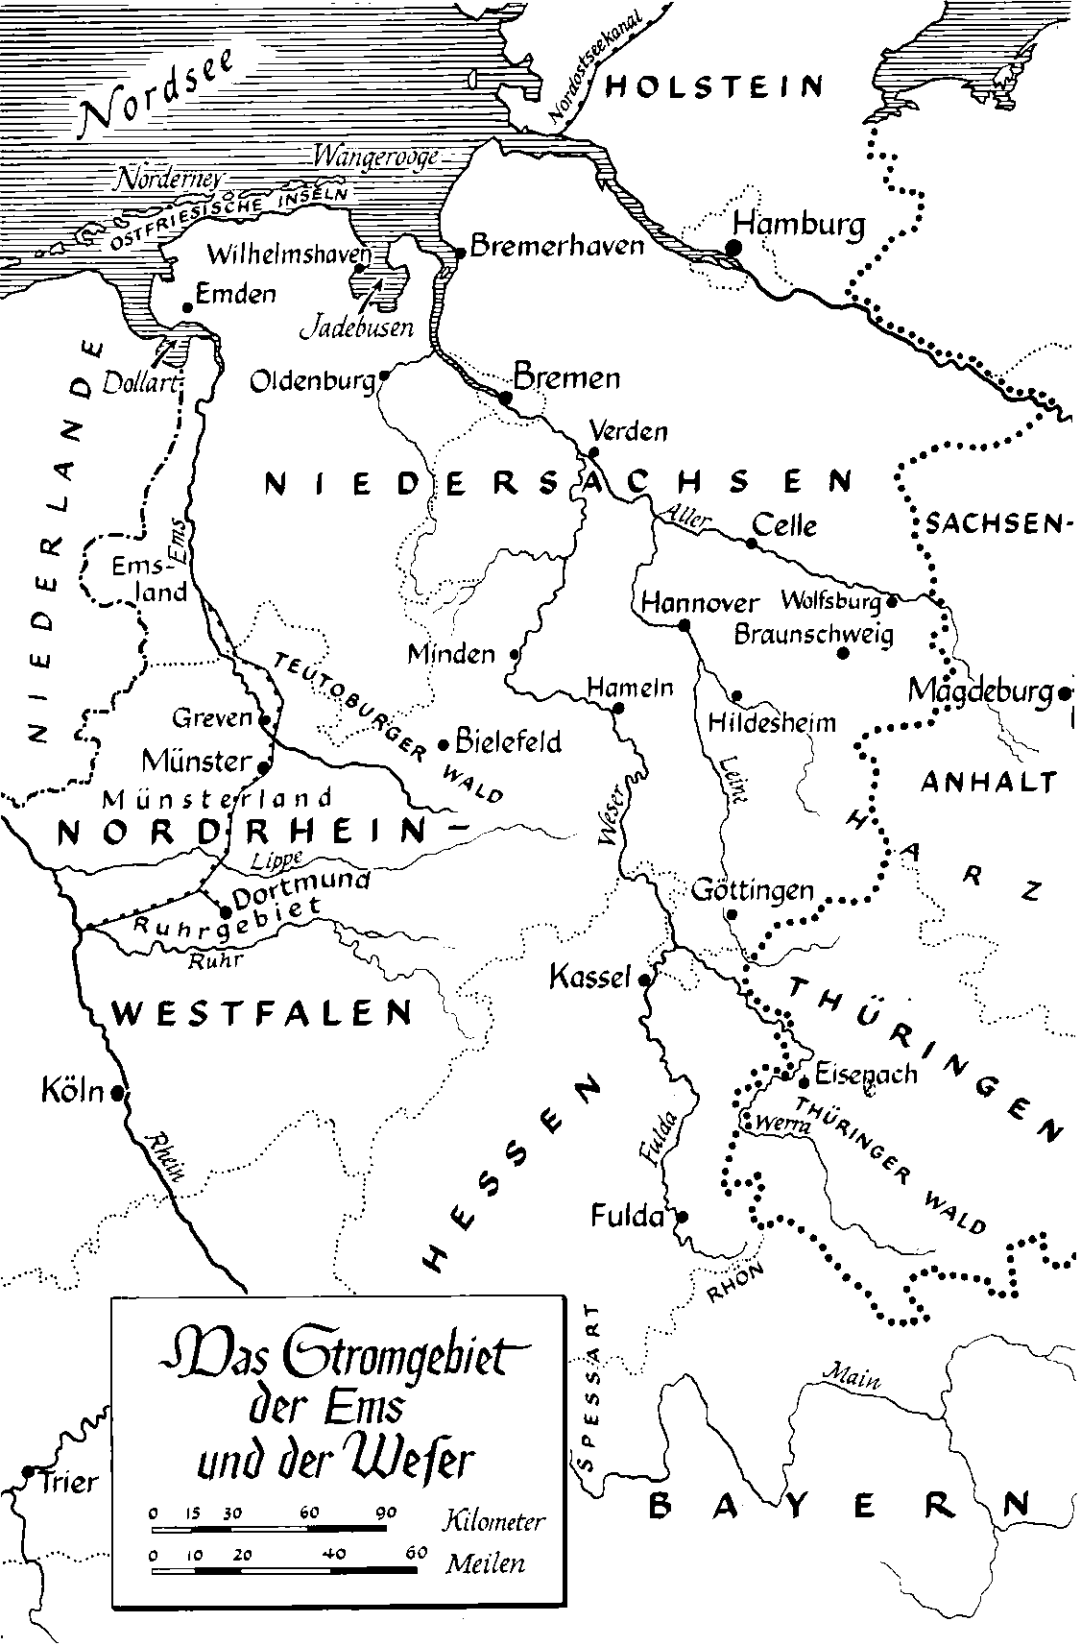 Nordsee
Nordostseekanal
HOLSTEIN
Wangerooge
Norderney
OSTFRIESISCHE INSELN
Hamburg
Wilhelmshaven
Bremerhaven
Emden
Jadebusen
Dollart
Oldenburg
Bremen
Verden
NIEDERLANDE
NIEDERSACHSEN
Aller
Celle
SACHSEN-
Ems
Ems-
land
Hannover
Wolfsburg
Braunschweig
Minden
TEUTOBURGER WALD
Hameln
Hildesheim
Magdeburg
Greven
Bielefeld
Münster
Münsterland
Leine
ANHALT
Weser
NORDRHEIN-
HARZ
Lippe
Dortmund
Ruhrgebiet
Göttingen
Ruhr
Kassel
WESTFALEN
THÜRINGEN
Köln
Eisenach
Rhein
HESSEN
Fulda
Werra
THÜRINGER WALD
Fulda
RHÖN
SPESSART
Das Stromgebiet
der Ems
und der Weser
0 15 30 60 90 Kilometer
0 10 20 40 60 Meilen
Main
Trier
BAYERN